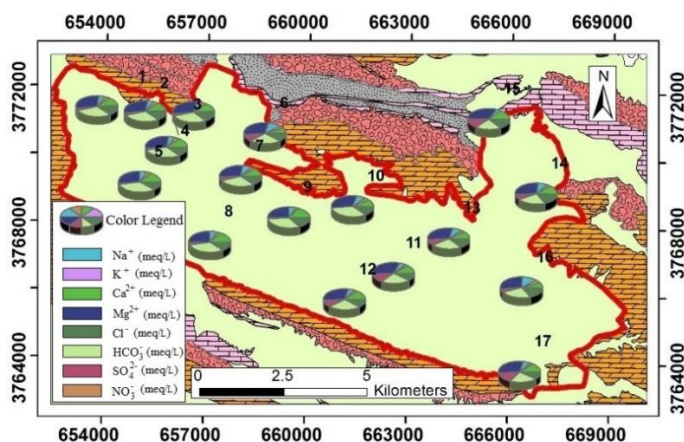 654000 657000 660000 663000 666000 669000
3772000
3768000
3764000
3772000
3768000
3764000
N
1
2
3
4
5
6
7
8
9
10
11
12
13
14
15
16
17
Color Legend
Na⁺ (meq/L)
K⁺ (meq/L)
Ca²⁺ (meq/L)
Mg²⁺ (meq/L)
Cl⁻ (meq/L)
HCO₃⁻ (meq/L)
SO₄²⁻ (meq/L)
NO₃⁻ (meq/L)
0 2.5 5
Kilometers
654000 657000 660000 663000 666000 669000